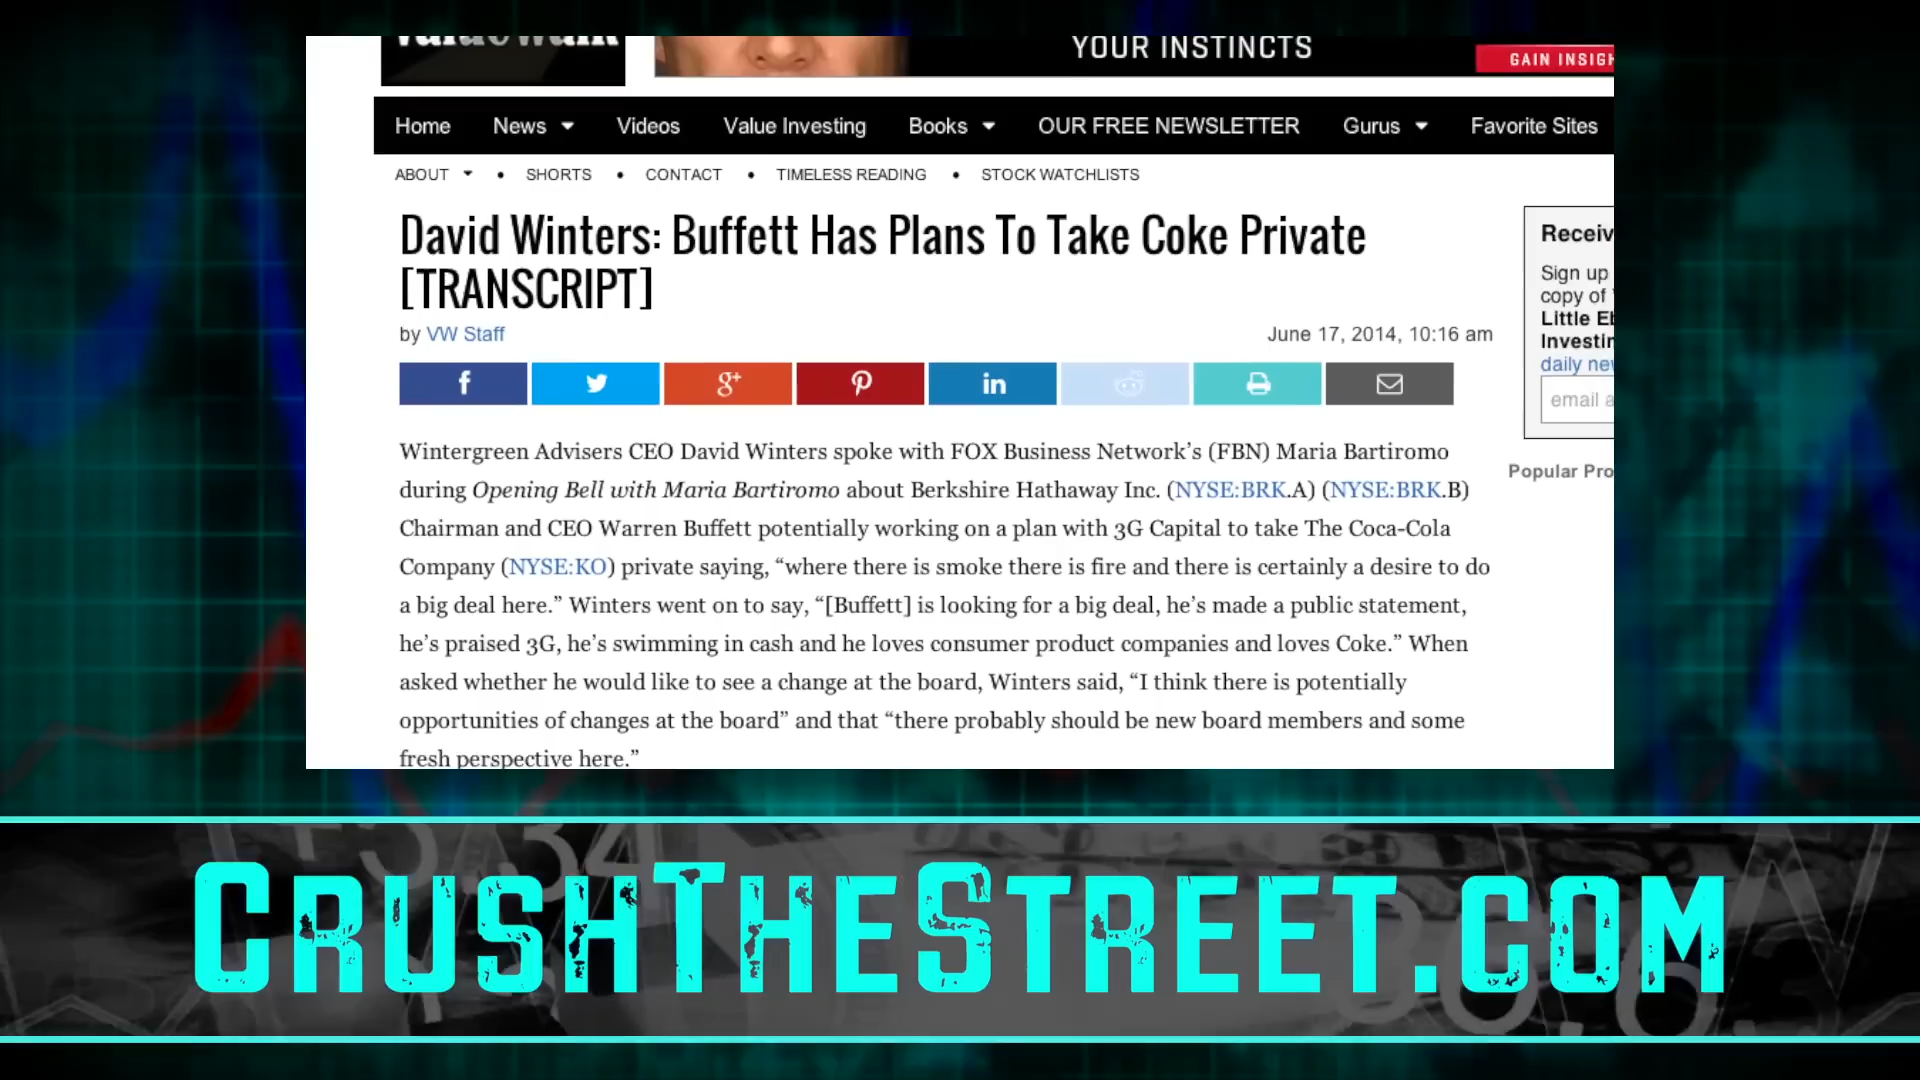 YOUR INSTINCTS
GAIN INSIGH
Home News Videos Value Investing Books OUR FREE NEWSLETTER Gurus Favorite Sites
ABOUT • SHORTS • CONTACT • TIMELESS READING • STOCK WATCHLISTS
David Winters: Buffett Has Plans To Take Coke Private
[TRANSCRIPT]
by VW Staff June 17, 2014, 10:16 am
f g+ in
Wintergreen Advisers CEO David Winters spoke with FOX Business Network’s (FBN) Maria Bartiromo
during Opening Bell with Maria Bartiromo about Berkshire Hathaway Inc. (NYSE:BRK.A) (NYSE:BRK.B)
Chairman and CEO Warren Buffett potentially working on a plan with 3G Capital to take The Coca-Cola
Company (NYSE:KO) private saying, “where there is smoke there is fire and there is certainly a desire to do
a big deal here.” Winters went on to say, “[Buffett] is looking for a big deal, he’s made a public statement,
he’s praised 3G, he’s swimming in cash and he loves consumer product companies and loves Coke.” When
asked whether he would like to see a change at the board, Winters said, “I think there is potentially
opportunities of changes at the board” and that “there probably should be new board members and some
fresh perspective here.”
Receiv
Sign up
copy of
Little E
Investin
daily ne
email a
Popular Pro
CRUSHTHESTREET.COM